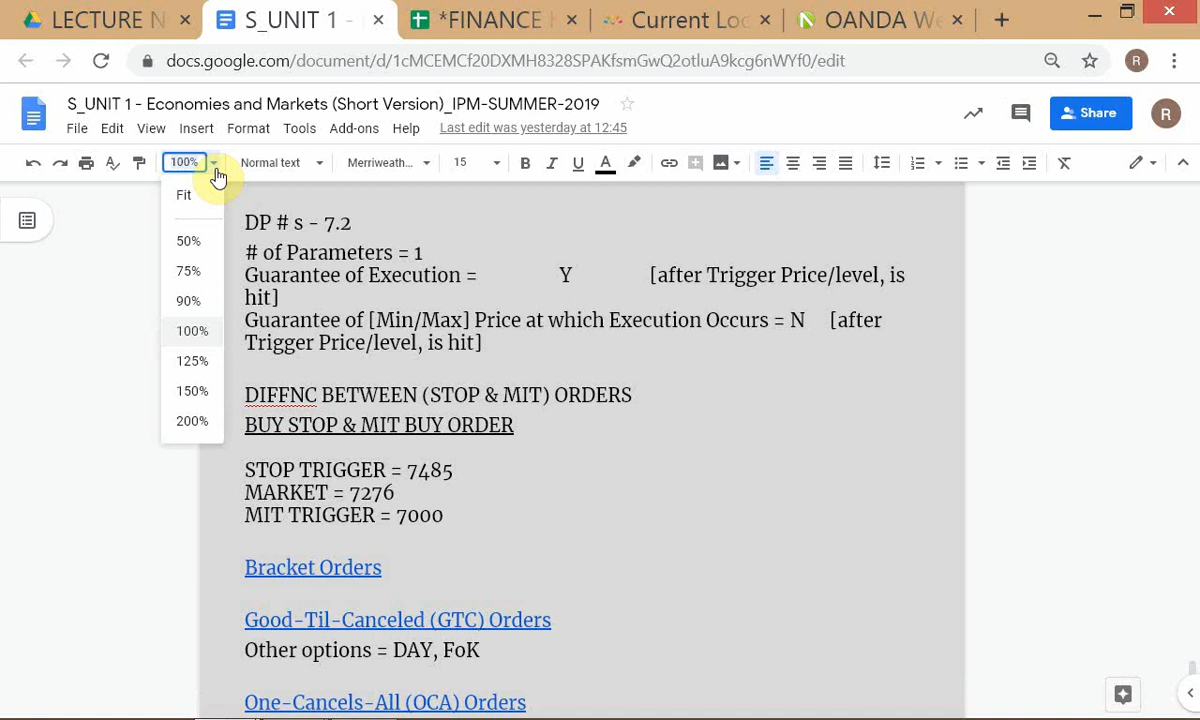 LECTURE N
S_UNIT 1 -
*FINANCE
Current Loc
OANDA We
docs.google.com/document/d/1cMCEMCf20DXMH8328SPAKfsmGwQ2otluA9kcg6nWYf0/edit
R
S_UNIT 1 - Economies and Markets (Short Version)_IPM-SUMMER-2019
File Edit View Insert Format Tools Add-ons Help Last edit was yesterday at 12:45
Share
R
100% Normal text Merriweath... 15 B I U A
Fit
50%
75%
90%
100%
125%
150%
200%
DP # s - 7.2
# of Parameters = 1
Guarantee of Execution = Y [after Trigger Price/level, is
hit]
Guarantee of [Min/Max] Price at which Execution Occurs = N [after
Trigger Price/level, is hit]
DIFFNC BETWEEN (STOP & MIT) ORDERS
BUY STOP & MIT BUY ORDER
STOP TRIGGER = 7485
MARKET = 7276
MIT TRIGGER = 7000
Bracket Orders
Good-Til-Canceled (GTC) Orders
Other options = DAY, FoK
One-Cancels-All (OCA) Orders